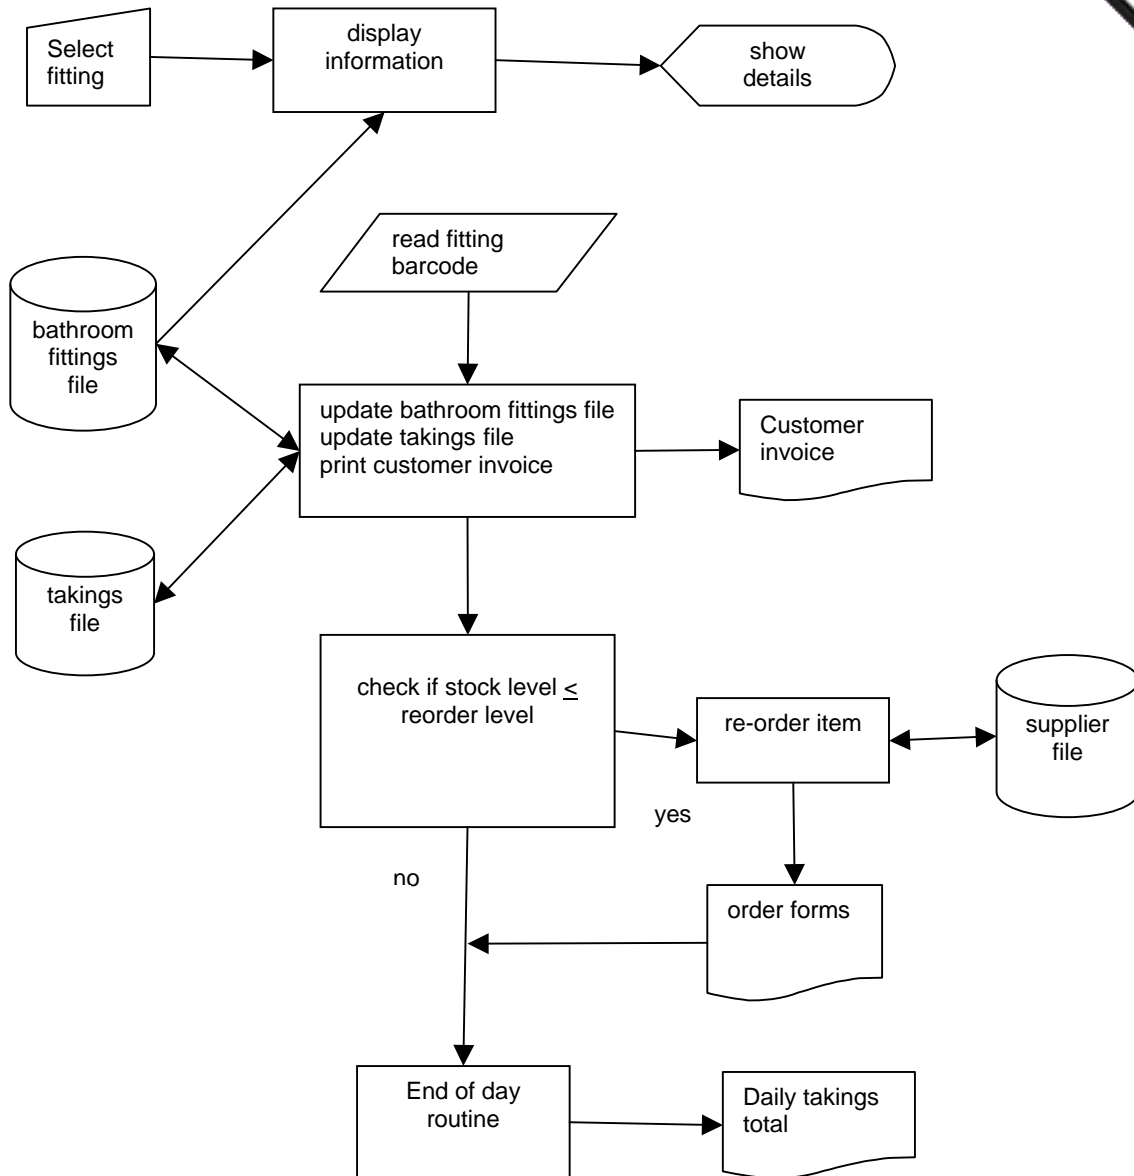 Select
fitting
display
information
show
details
read fitting
barcode
bathroom
fittings
file
update bathroom fittings file
update takings file
print customer invoice
Customer
invoice
takings
file
check if stock level ≤
reorder level
re-order item
supplier
file
yes
no
order forms
End of day
routine
Daily takings
total